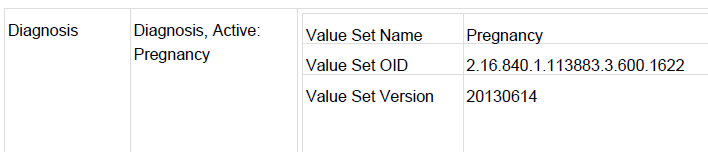 Diagnosis
Diagnosis, Active:
Pregnancy
Value Set Name Pregnancy
Value Set OID 2.16.840.1.113883.3.600.1622
Value Set Version 20130614